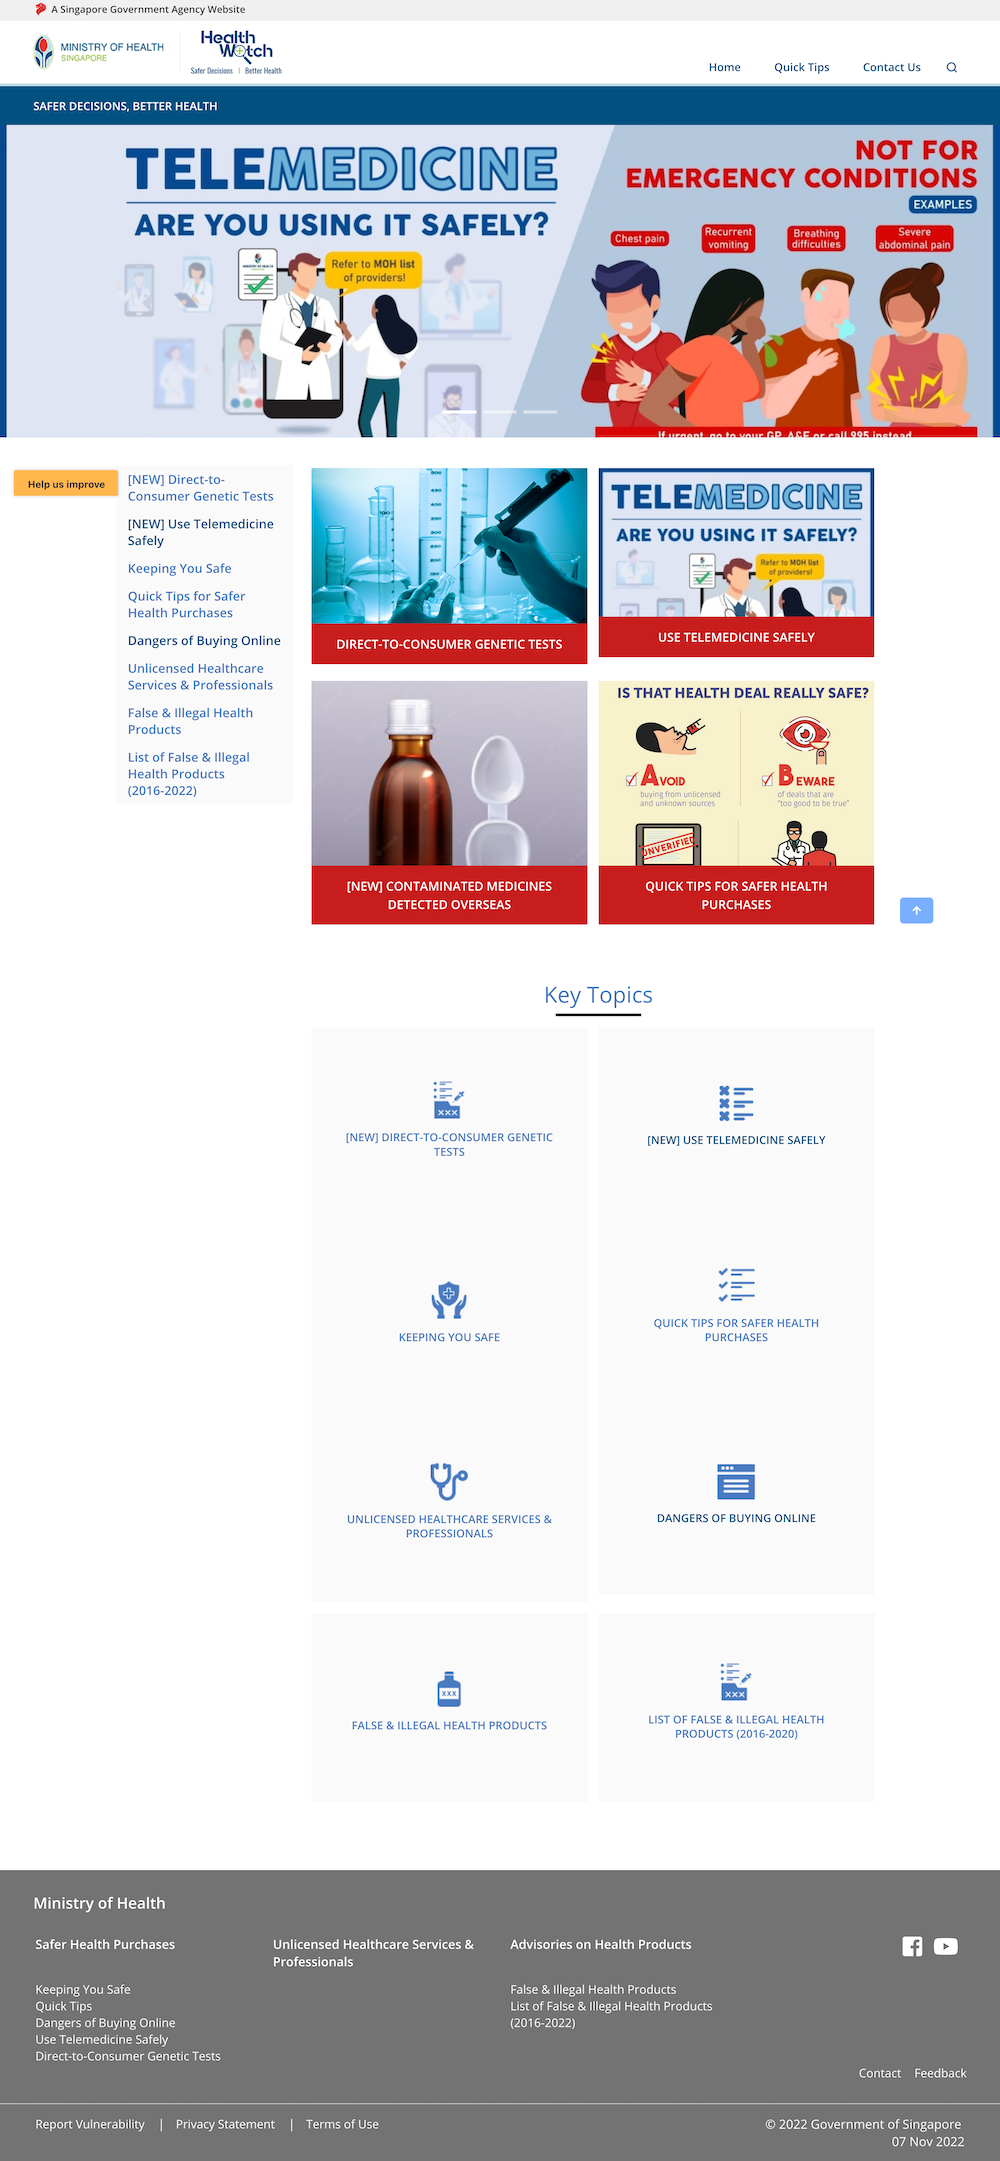 A Singapore Government Agency Website
MINISTRY OF HEALTH
SINGAPORE
Health
Watch
Safer Decisions | Better Health
Home
Quick Tips
Contact Us
SAFER DECISIONS, BETTER HEALTH
TELEMEDICINE
ARE YOU USING IT SAFELY?
Refer to MOH list
of providers!
NOT FOR
EMERGENCY CONDITIONS
EXAMPLES
Chest pain
Recurrent
vomiting
Breathing
difficulties
Severe
abdominal pain
If urgent, go to your GP, A&E or call 995 instead
Help us improve
[NEW] Direct-to-
Consumer Genetic Tests
[NEW] Use Telemedicine
Safely
Keeping You Safe
Quick Tips for Safer
Health Purchases
Dangers of Buying Online
Unlicensed Healthcare
Services & Professionals
False & Illegal Health
Products
List of False & Illegal
Health Products
(2016-2022)
DIRECT-TO-CONSUMER GENETIC TESTS
TELEMEDICINE
ARE YOU USING IT SAFELY?
Refer to MOH list
of providers!
USE TELEMEDICINE SAFELY
[NEW] CONTAMINATED MEDICINES
DETECTED OVERSEAS
IS THAT HEALTH DEAL REALLY SAFE?
AVOID
buying from unlicensed
and unknown sources
BEWARE
of deals that are
"too good to be true"
UNVERIFIED
QUICK TIPS FOR SAFER HEALTH
PURCHASES
Key Topics
XXX
[NEW] DIRECT-TO-CONSUMER GENETIC
TESTS
[NEW] USE TELEMEDICINE SAFELY
KEEPING YOU SAFE
QUICK TIPS FOR SAFER HEALTH
PURCHASES
UNLICENSED HEALTHCARE SERVICES &
PROFESSIONALS
DANGERS OF BUYING ONLINE
XXX
FALSE & ILLEGAL HEALTH PRODUCTS
XXX
LIST OF FALSE & ILLEGAL HEALTH
PRODUCTS (2016-2020)
Ministry of Health
Safer Health Purchases
Keeping You Safe
Quick Tips
Dangers of Buying Online
Use Telemedicine Safely
Direct-to-Consumer Genetic Tests
Unlicensed Healthcare Services &
Professionals
Advisories on Health Products
False & Illegal Health Products
List of False & Illegal Health Products
(2016-2022)
Contact
Feedback
Report Vulnerability | Privacy Statement | Terms of Use
© 2022 Government of Singapore
07 Nov 2022